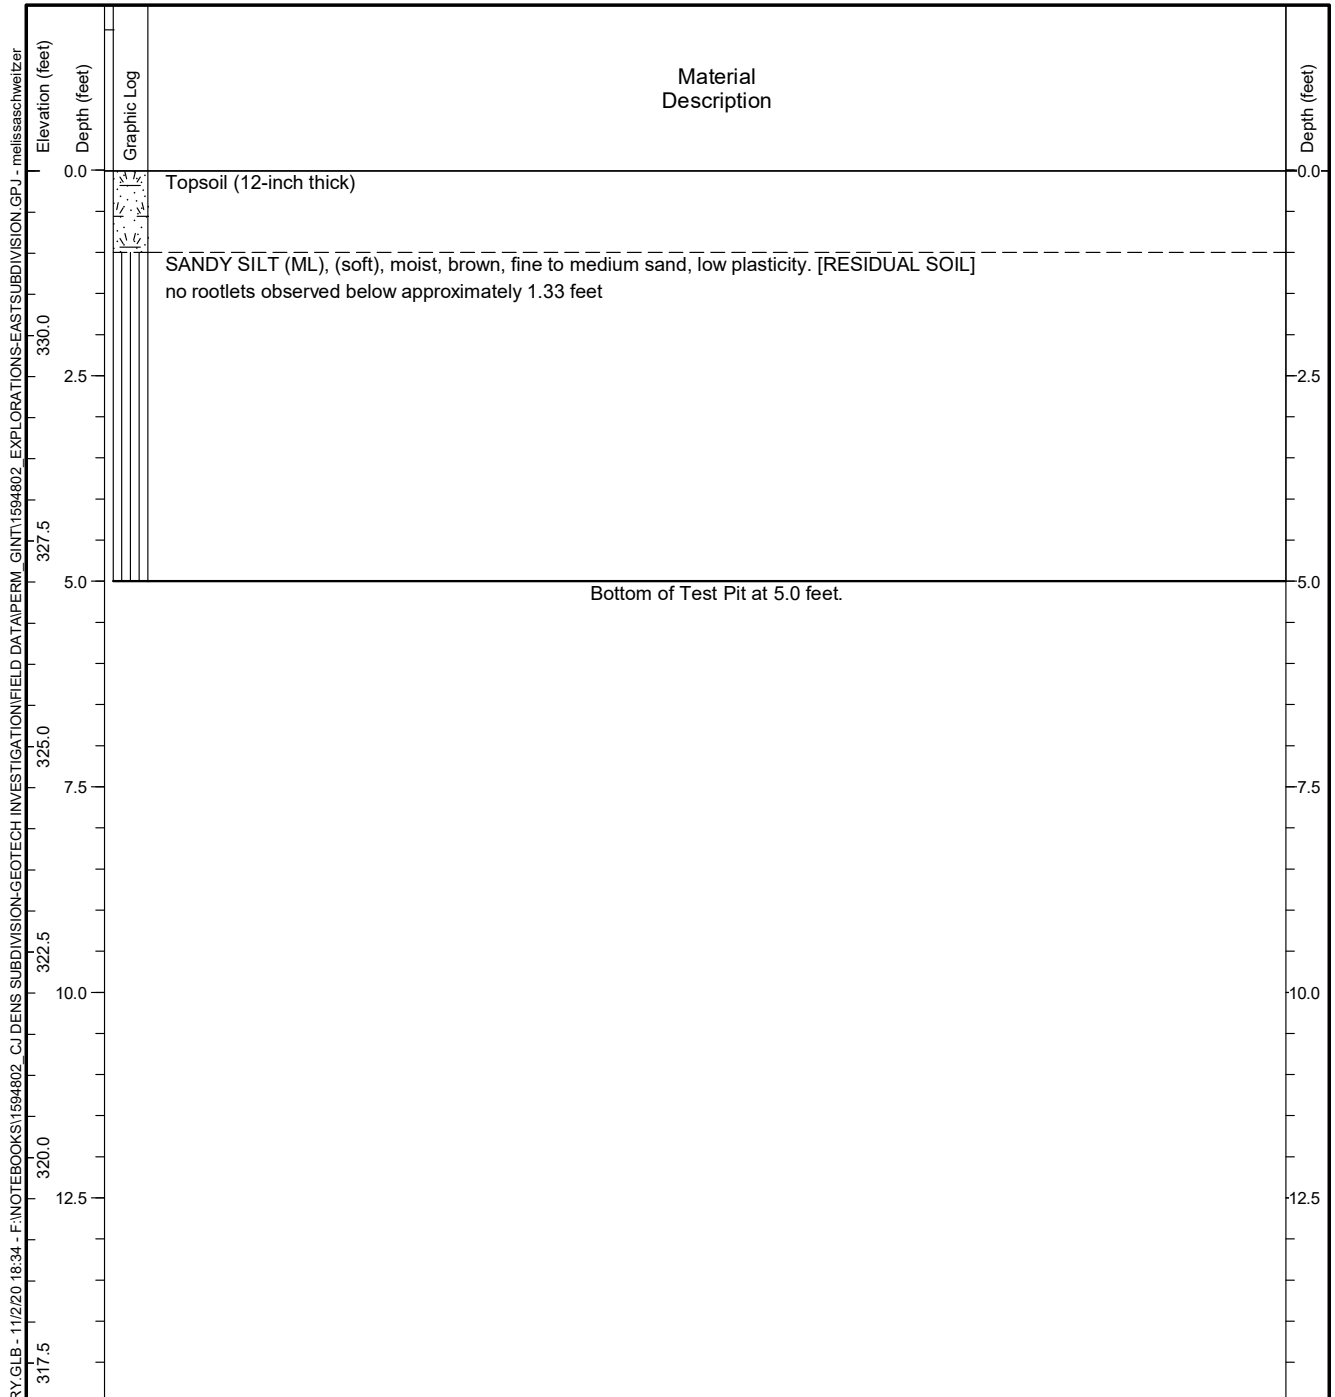 RY.GLB - 11/2/20 18:34 - F:\NOTEBOOKS\1594802_CJ DENS SUBDIVISION-GEOTECH INVESTIGATION\FIELD DATA\PERM_GINT\1594802_EXPLORATIONS-EASTSUBDIVISION.GPJ - melissaschweitzer
Elevation (feet)
Depth (feet)
Graphic Log
Material
Description
Depth (feet)
0.0
Topsoil (12-inch thick)
0.0
SANDY SILT (ML), (soft), moist, brown, fine to medium sand, low plasticity. [RESIDUAL SOIL]
no rootlets observed below approximately 1.33 feet
330.0
2.5
2.5
327.5
5.0
5.0
Bottom of Test Pit at 5.0 feet.
325.0
7.5
7.5
322.5
10.0
10.0
320.0
12.5
12.5
317.5